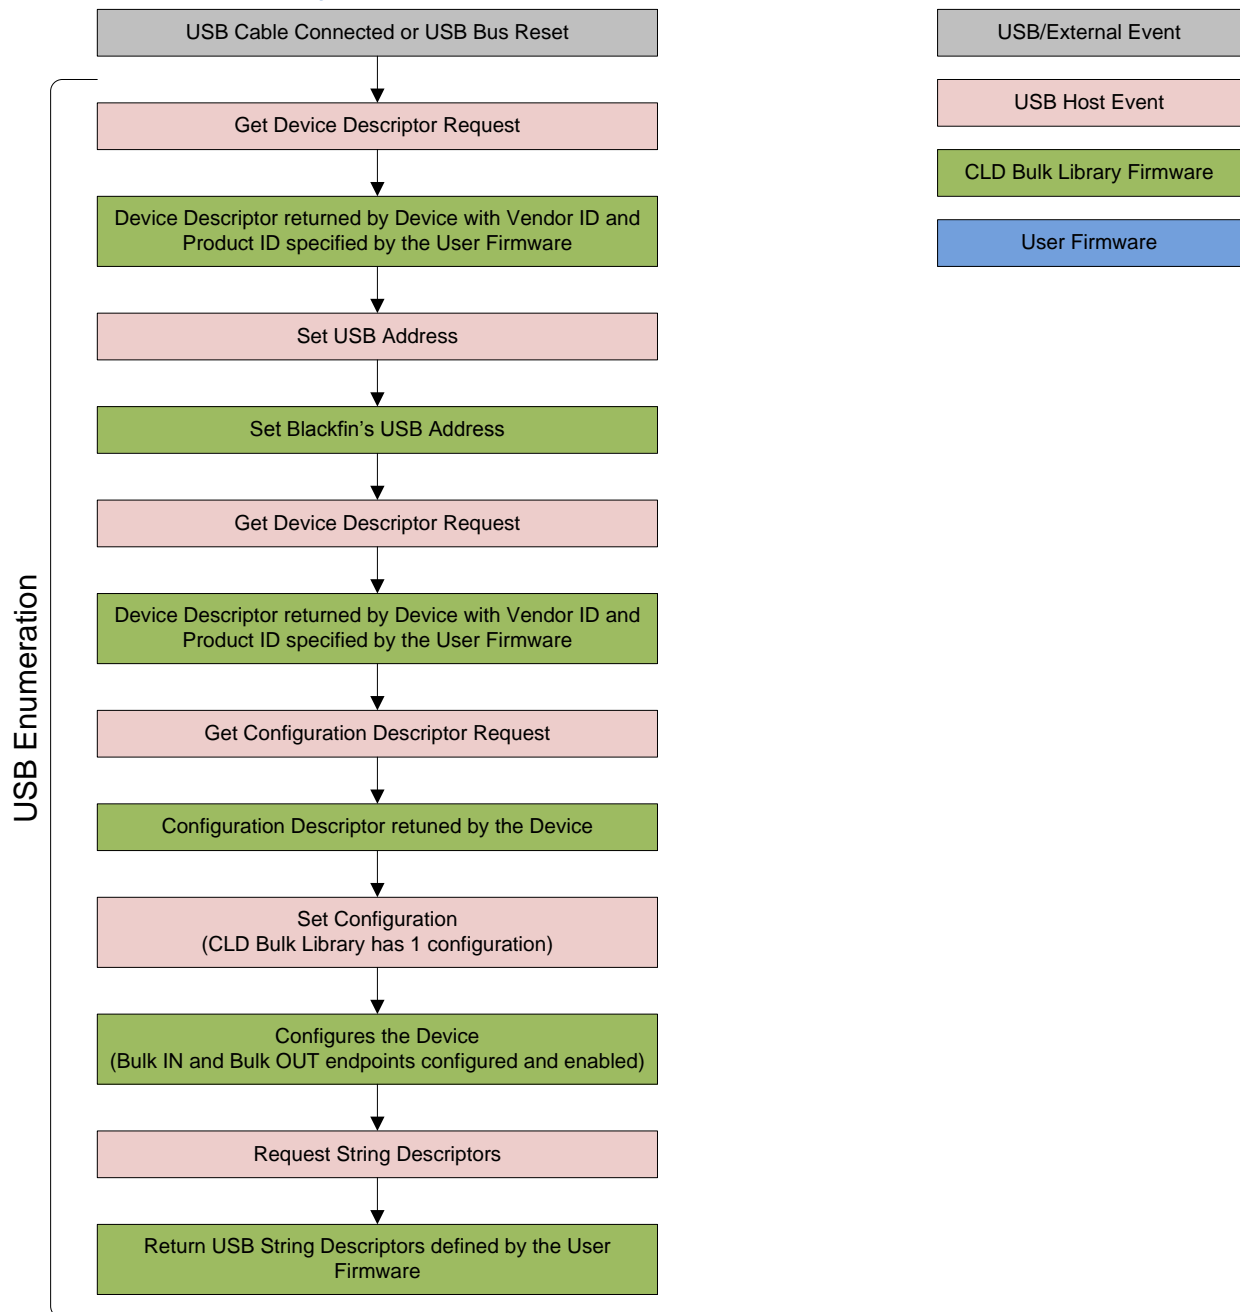 USB Cable Connected or USB Bus Reset
Get Device Descriptor Request
Device Descriptor returned by Device with Vendor ID and
Product ID specified by the User Firmware
Set USB Address
Set Blackfin's USB Address
Get Device Descriptor Request
Device Descriptor returned by Device with Vendor ID and
Product ID specified by the User Firmware
Get Configuration Descriptor Request
Configuration Descriptor retuned by the Device
Set Configuration
(CLD Bulk Library has 1 configuration)
Configures the Device
(Bulk IN and Bulk OUT endpoints configured and enabled)
Request String Descriptors
Return USB String Descriptors defined by the User
Firmware
USB Enumeration
USB/External Event
USB Host Event
CLD Bulk Library Firmware
User Firmware